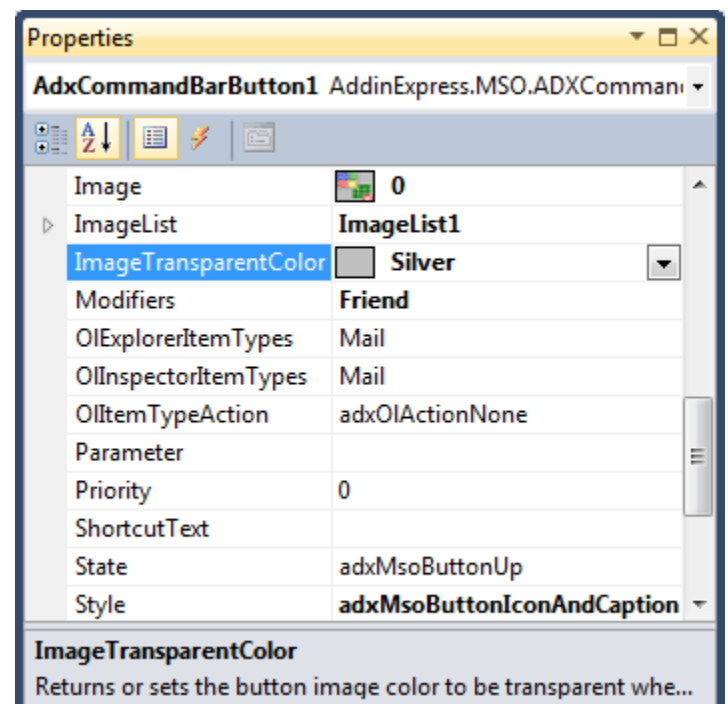 Properties
AdxCommandBarButton1 AddinExpress.MSO.ADXComman
A Z
Image 0
ImageList ImageList1
ImageTransparentColor Silver
Modifiers Friend
OlExplorerItemTypes Mail
OlInspectorItemTypes Mail
OlItemTypeAction adxOlActionNone
Parameter
Priority 0
ShortcutText
State adxMsoButtonUp
Style adxMsoButtonIconAndCaption
ImageTransparentColor
Returns or sets the button image color to be transparent whe...